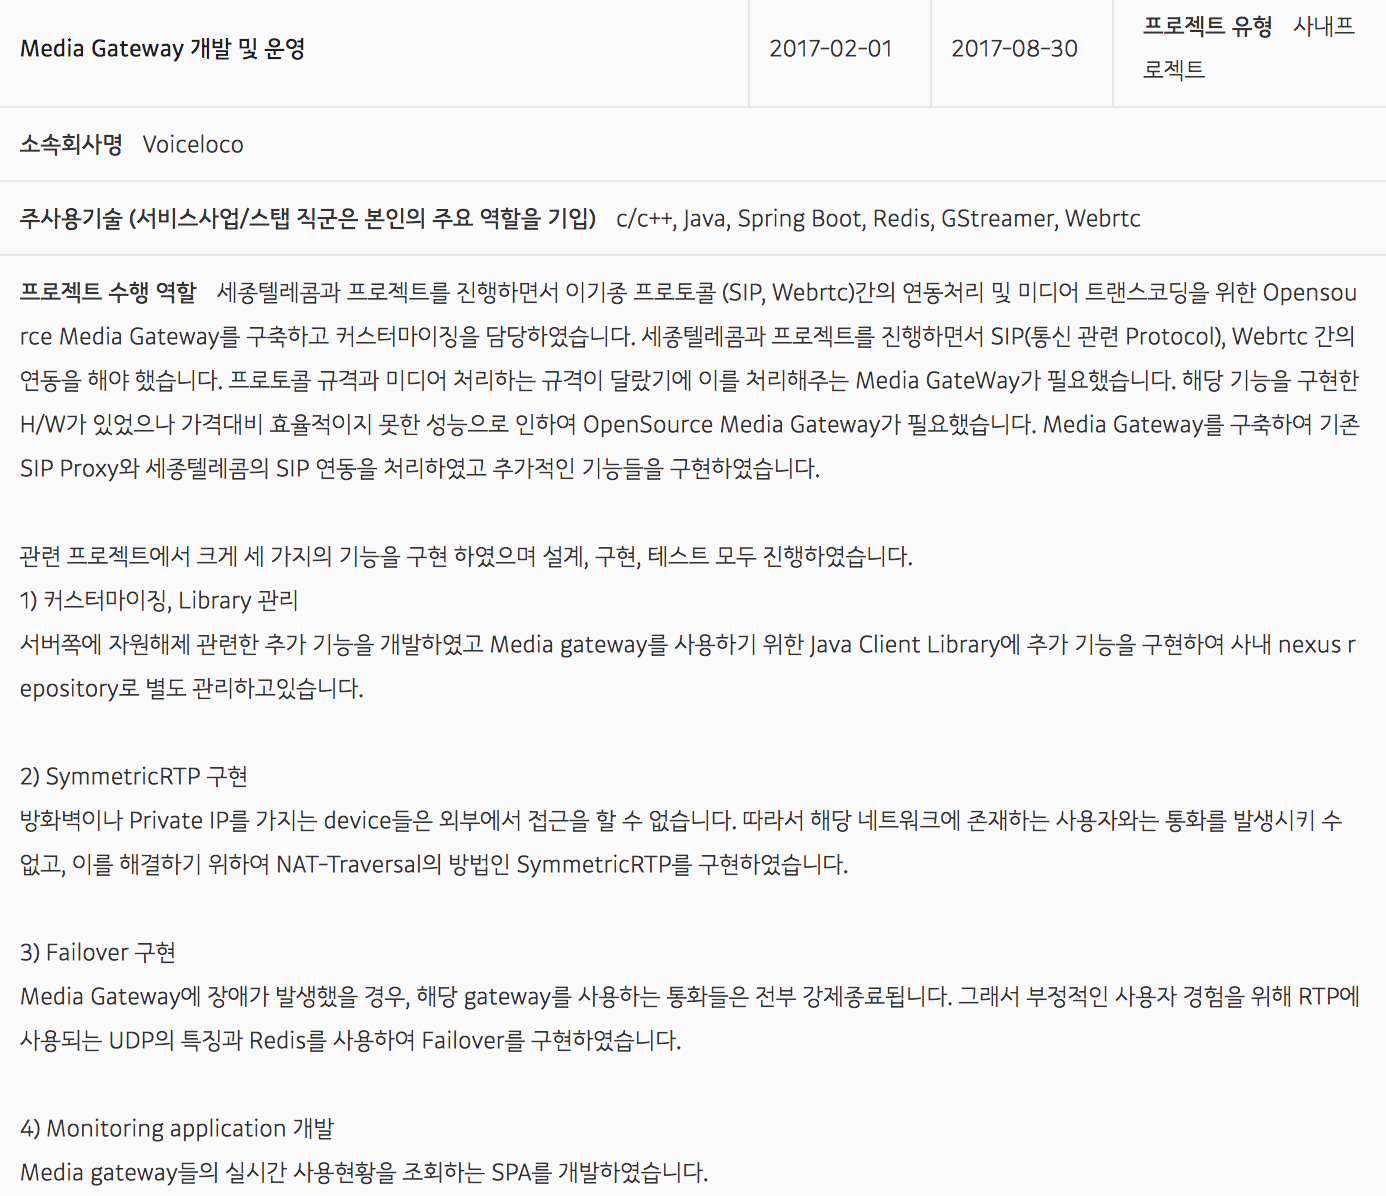 Media Gateway 개발 및 운영
2017-02-01
2017-08-30
프로젝트 유형 사내프
로젝트
소속회사명 Voiceloco
주사용기술 (서비스사업/스탭 직군은 본인의 주요 역할을 기입) c/c++, Java, Spring Boot, Redis, GStreamer, Webrtc
프로젝트 수행 역할 세종텔레콤과 프로젝트를 진행하면서 이기종 프로토콜 (SIP, Webrtc)간의 연동처리 및 미디어 트랜스코딩을 위한 Opensou
rce Media Gateway를 구축하고 커스터마이징을 담당하였습니다. 세종텔레콤과 프로젝트를 진행하면서 SIP(통신 관련 Protocol), Webrtc 간의
연동을 해야 했습니다. 프로토콜 규격과 미디어 처리하는 규격이 달랐기에 이를 처리해주는 Media GateWay가 필요했습니다. 해당 기능을 구현한
H/W가 있었으나 가격대비 효율적이지 못한 성능으로 인하여 OpenSource Media Gateway가 필요했습니다. Media Gateway를 구축하여 기존
SIP Proxy와 세종텔레콤의 SIP 연동을 처리하였고 추가적인 기능들을 구현하였습니다.
관련 프로젝트에서 크게 세 가지의 기능을 구현 하였으며 설계, 구현, 테스트 모두 진행하였습니다.
1) 커스터마이징, Library 관리
서버쪽에 자원해제 관련한 추가 기능을 개발하였고 Media gateway를 사용하기 위한 Java Client Library에 추가 기능을 구현하여 사내 nexus r
epository로 별도 관리하고있습니다.
2) SymmetricRTP 구현
방화벽이나 Private IP를 가지는 device들은 외부에서 접근을 할 수 없습니다. 따라서 해당 네트워크에 존재하는 사용자와는 통화를 발생시키 수
없고, 이를 해결하기 위하여 NAT-Traversal의 방법인 SymmetricRTP를 구현하였습니다.
3) Failover 구현
Media Gateway에 장애가 발생했을 경우, 해당 gateway를 사용하는 통화들은 전부 강제종료됩니다. 그래서 부정적인 사용자 경험을 위해 RTP에
사용되는 UDP의 특징과 Redis를 사용하여 Failover를 구현하였습니다.
4) Monitoring application 개발
Media gateway들의 실시간 사용현황을 조회하는 SPA를 개발하였습니다.